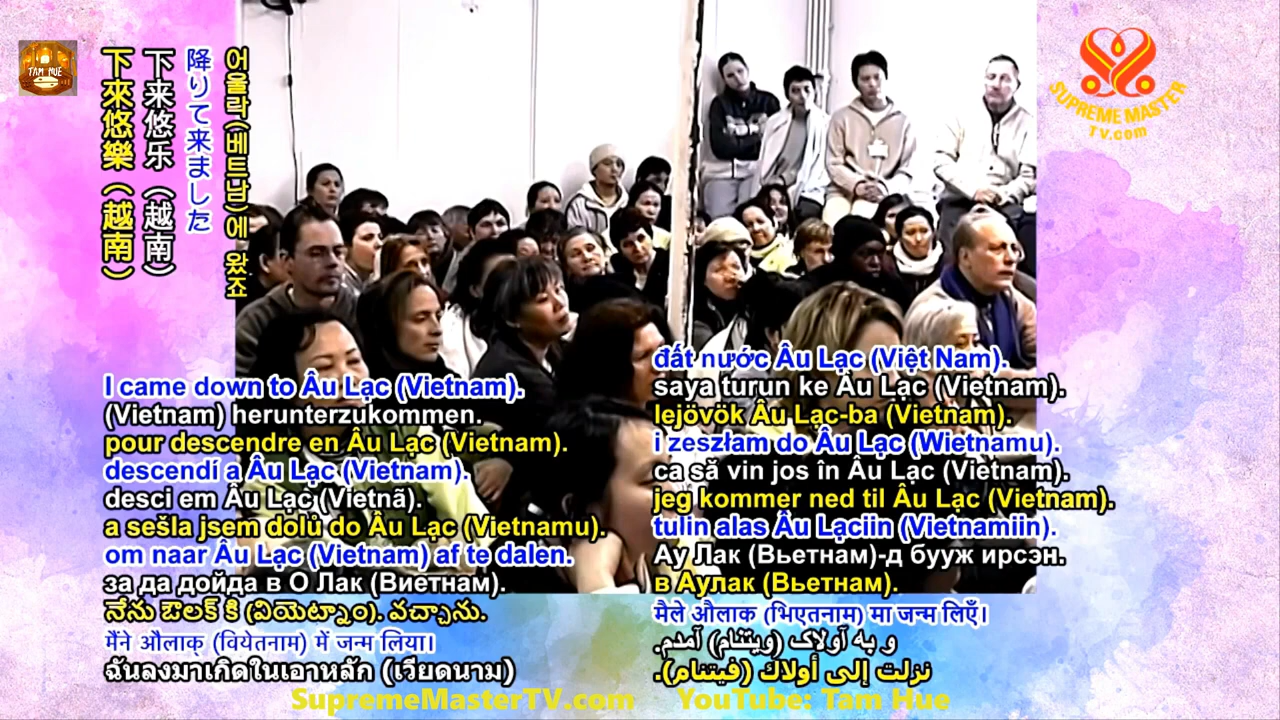 TAM HUE
下來悠樂（越南）
下来悠乐（越南）
降りて来ました
어울락(베트남)에 왔죠
SUPREME MASTER
TV.com
I came down to Âu Lạc (Vietnam).
(Vietnam) herunterzukommen.
pour descendre en Âu Lạc (Vietnam).
descendí a Âu Lạc (Vietnam).
desci em Âu Lạc (Vietnã).
a sešla jsem dolů do Âu Lạc (Vietnamu).
om naar Âu Lạc (Vietnam) af te dalen.
за да дойда в О Лак (Виетнам).
నేను ఔలక్ కి (వియెట్నాం). వచ్చాను.
मैंने औलाक् (वियेतनाम) में जन्म लिया।
ฉันลงมาเกิดในเอาหลัก (เวียดนาม)
đất nước Âu Lạc (Việt Nam).
saya turun ke Âu Lạc (Vietnam).
lejövök Âu Lạc-ba (Vietnam).
i zeszłam do Âu Lạc (Wietnamu).
ca să vin jos în Âu Lạc (Vietnam).
jeg kommer ned til Âu Lạc (Vietnam).
tulin alas Âu Lạciin (Vietnamiin).
Ау Лак (Вьетнам)-д бууж ирсэн.
в Аулак (Вьетнам).
मैले औलाक (भिएतनाम) मा जन्म लिएँ।
و به آولاک (ویتنام) آمدم.
نزلت إلى أولاك (فيتنام).
SupremeMasterTV.com
YouTube: Tam Hue